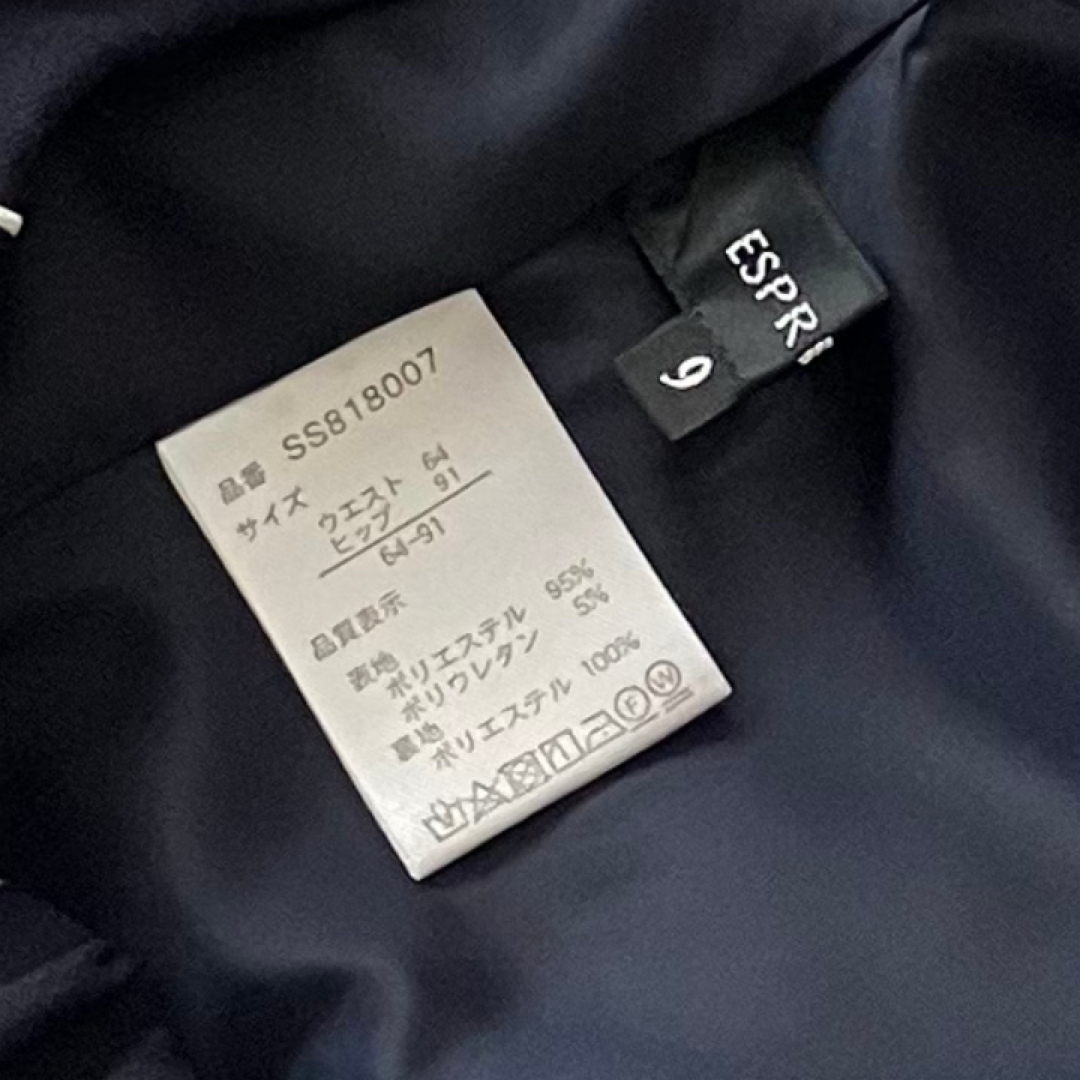 ESPRI
9
品番 SS818007
サイズ ウエスト 64
ヒップ 91
64-91
品質表示
表地
ポリエステル 95%
ポリウレタン 5%
裏地
ポリエステル 100%
F W